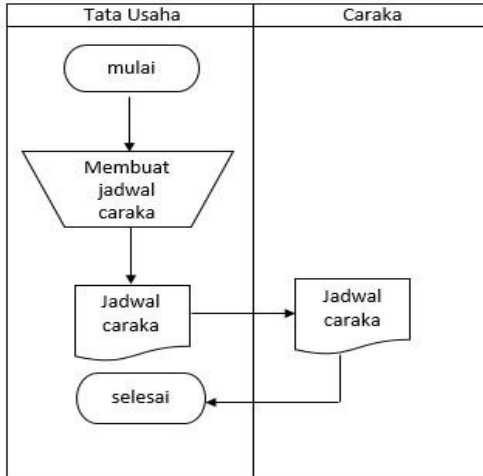 Tata Usaha
Caraka
mulai
Membuat
jadwal
caraka
Jadwal
caraka
Jadwal
caraka
selesai